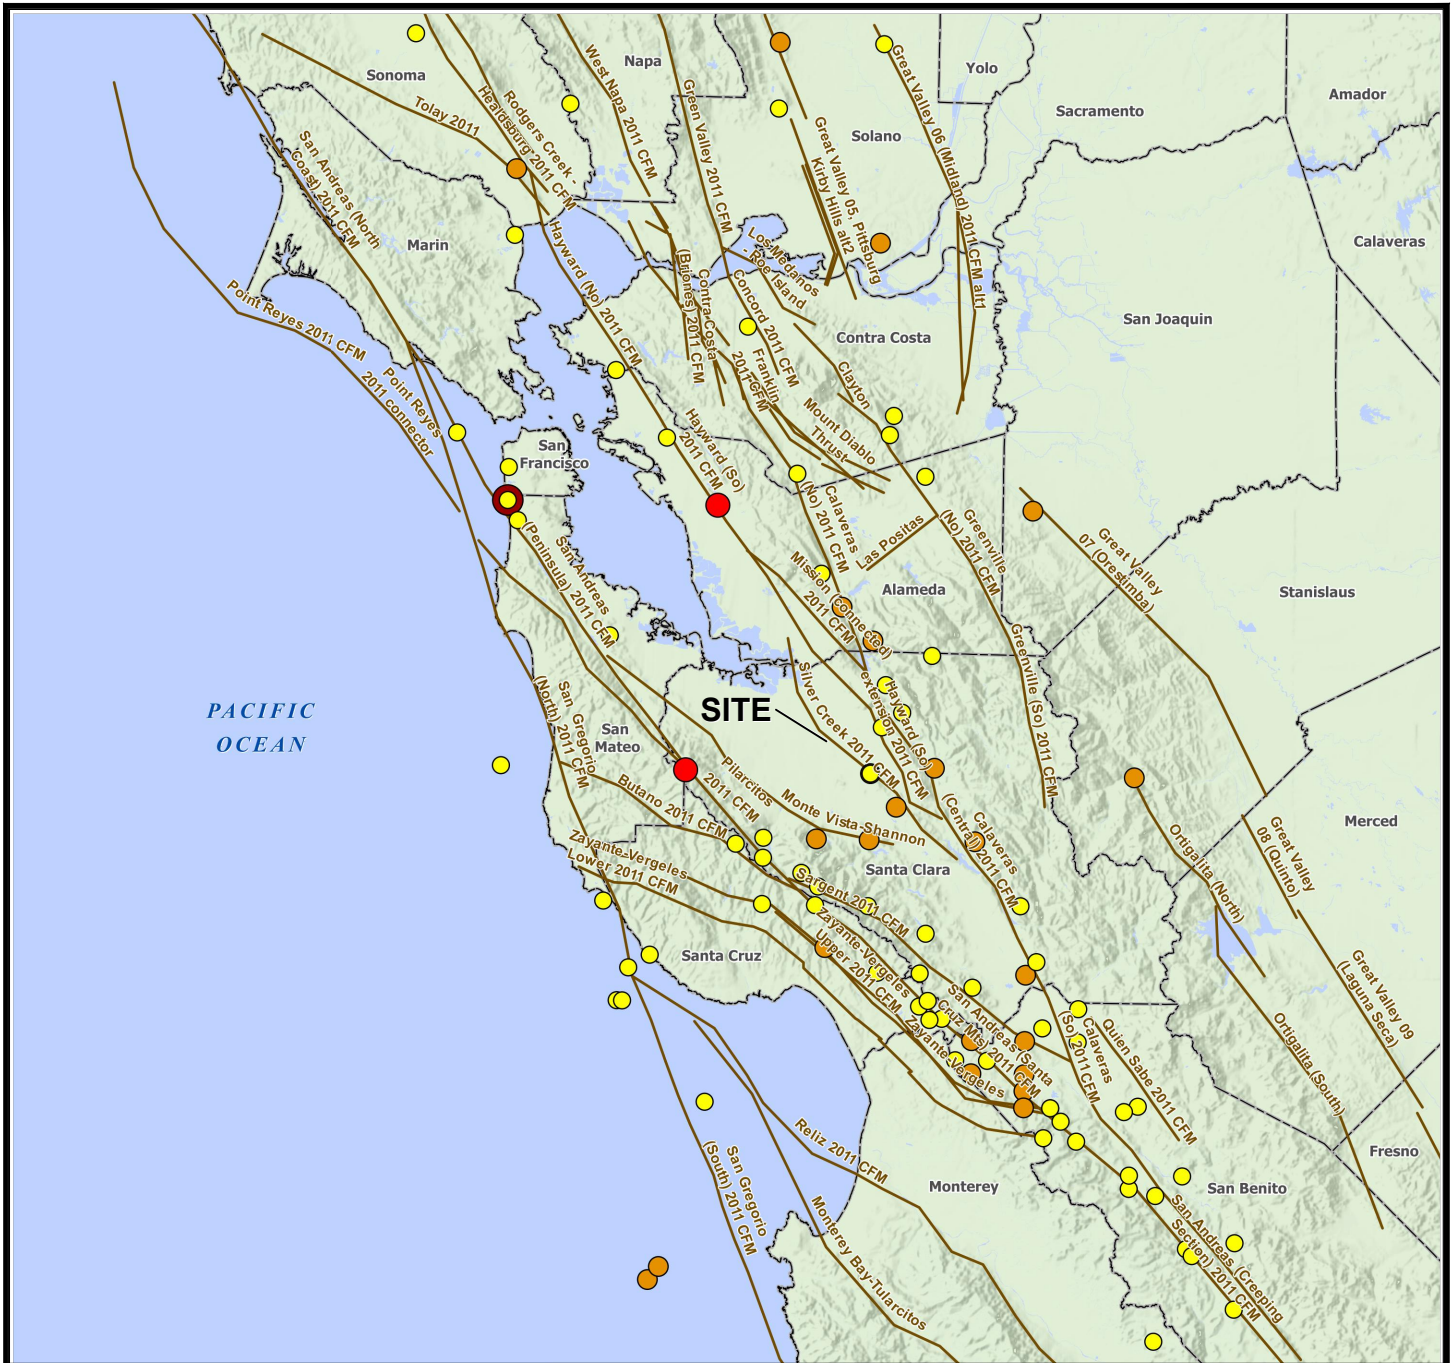 Napa
Yolo
Sonoma
Amador
Sacramento
Solano
Tolay 2011
Rodgers Creek
Healdsburg 2011 CFM
West Napa 2011 CFM
Green Valley 2011 CFM
Great Valley 05, Pittsburg
Kirby Hills alt2
Great Valley 06 (Midland) 2011 CFM alt1
San Andreas (North
Coast) 2011 CFM
Marin
Calaveras
Hayward (No) 2011 CFM
Los Medanos
- Roe Island
Contra Costa
(Briones) 2011 CFM
Concord 2011 CFM
San Joaquin
Contra Costa
Point Reyes 2011 CFM
Point Reyes
2011 connector
Franklin
2011 CFM
Clayton
Mount Diablo
Thrust
San
Francisco
Hayward (So)
2011 CFM
Calaveras
(No) 2011 CFM
Las Positas
Greenville
(No) 2011 CFM
Great Valley
07 (Orestimba)
San Andreas
(Peninsula) 2011 CFM
Mission (Connected)
2011 CFM
Alameda
Stanislaus
Greenville (So) 2011 CFM
Silver Creek 2011 CFM
Hayward (So)
extension 2011 CFM
PACIFIC
OCEAN
SITE
San Gregorio
(North) 2011 CFM
San
Mateo
Pilarcitos
2011 CFM
Butano 2011 CFM
Monte Vista-Shannon
Calaveras
(Central) 2011 CFM
Merced
Ortigalita (North)
Great Valley
08 (Quinto)
Zayante-Vergeles
Lower 2011 CFM
Santa Clara
Sargent 2011 CFM
Santa Cruz
Zayante-Vergeles
Upper 2011 CFM
Great Valley 09
(Laguna Seca)
San Andreas (Santa
Cruz Mts) 2011 CFM
Zayante-Vergeles
Calaveras
(So) 2011 CFM
Quien Sabe 2011 CFM
Ortigalita (South)
Reliz 2011 CFM
Fresno
San Gregorio
(South) 2011 CFM
Monterey
San Benito
Monterey Bay-Tularcitos
San Andreas (Creeping
Section) 2011 CFM